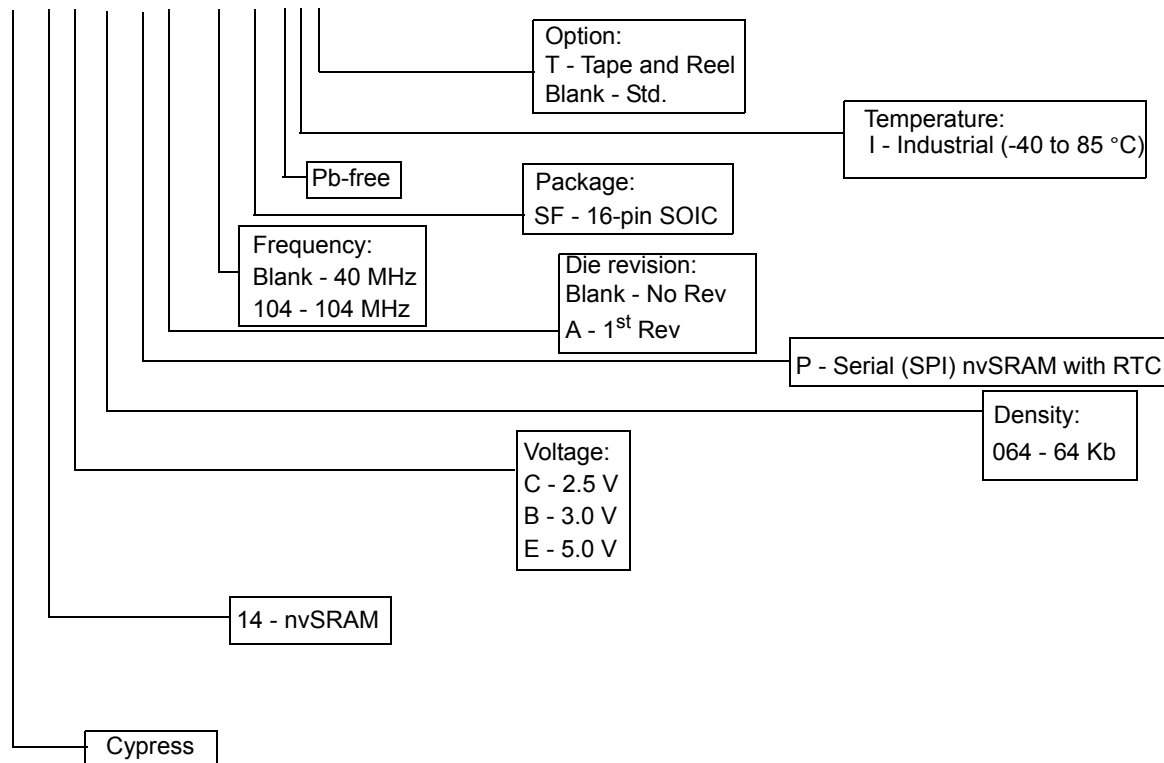 Option:
T - Tape and Reel
Blank - Std.
Temperature:
I - Industrial (-40 to 85 °C)
Pb-free
Package:
SF - 16-pin SOIC
Frequency:
Blank - 40 MHz
104 - 104 MHz
Die revision:
Blank - No Rev
A - 1st Rev
P - Serial (SPI) nvSRAM with RTC
Density:
064 - 64 Kb
Voltage:
C - 2.5 V
B - 3.0 V
E - 5.0 V
14 - nvSRAM
Cypress